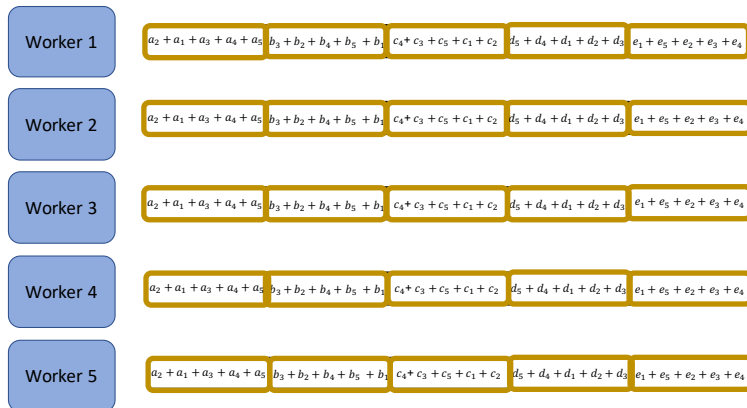 Worker 1 a₂ + a₁ + a₃ + a₄ + a₅ b₃ + b₂ + b₄ + b₅ + b₁ c₄+ c₃ + c₅ + c₁ + c₂ d₅ + d₄ + d₁ + d₂ + d₃ e₁ + e₅ + e₂ + e₃ + e₄
Worker 2 a₂ + a₁ + a₃ + a₄ + a₅ b₃ + b₂ + b₄ + b₅ + b₁ c₄+ c₃ + c₅ + c₁ + c₂ d₅ + d₄ + d₁ + d₂ + d₃ e₁ + e₅ + e₂ + e₃ + e₄
Worker 3 a₂ + a₁ + a₃ + a₄ + a₅ b₃ + b₂ + b₄ + b₅ + b₁ c₄+ c₃ + c₅ + c₁ + c₂ d₅ + d₄ + d₁ + d₂ + d₃ e₁ + e₅ + e₂ + e₃ + e₄
Worker 4 a₂ + a₁ + a₃ + a₄ + a₅ b₃ + b₂ + b₄ + b₅ + b₁ c₄+ c₃ + c₅ + c₁ + c₂ d₅ + d₄ + d₁ + d₂ + d₃ e₁ + e₅ + e₂ + e₃ + e₄
Worker 5 a₂ + a₁ + a₃ + a₄ + a₅ b₃ + b₂ + b₄ + b₅ + b₁ c₄+ c₃ + c₅ + c₁ + c₂ d₅ + d₄ + d₁ + d₂ + d₃ e₁ + e₅ + e₂ + e₃ + e₄